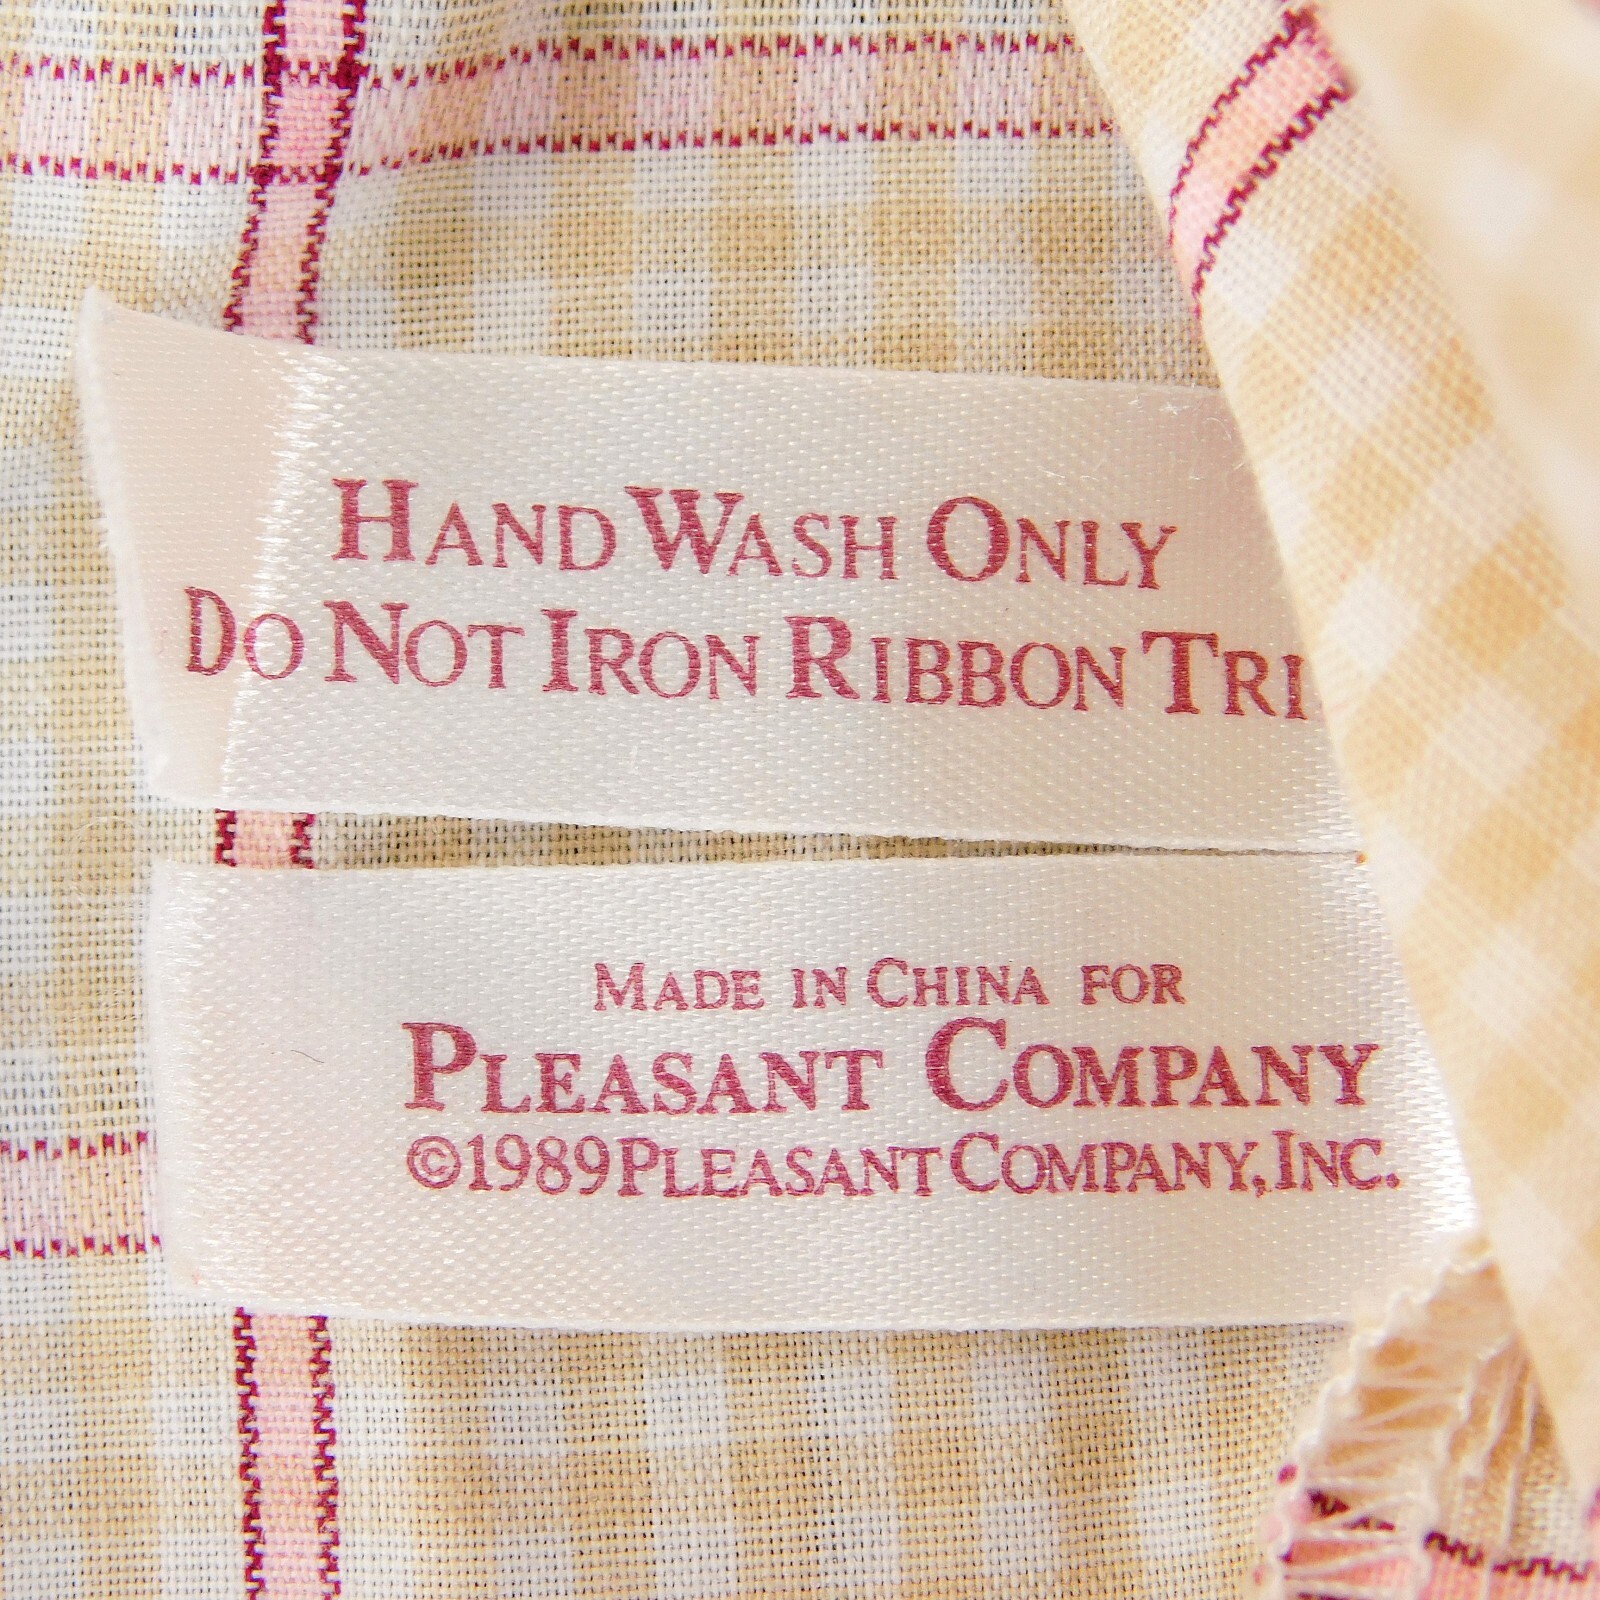 HAND WASH ONLY
DO NOT IRON RIBBON TRI
MADE IN CHINA FOR
PLEASANT COMPANY
©1989 PLEASANT COMPANY, INC.